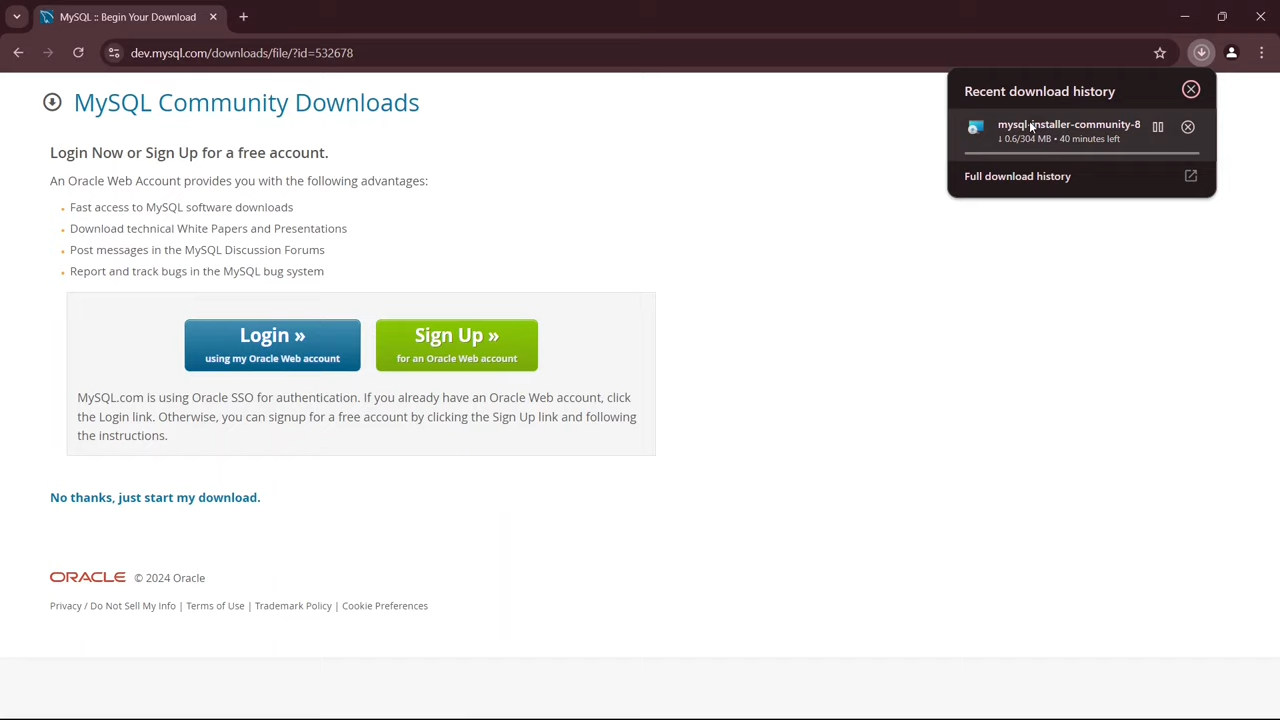 MySQL :: Begin Your Download
dev.mysql.com/downloads/file/?id=532678
Recent download history
mysql-installer-community-8
↓ 0.6/304 MB • 40 minutes left
Full download history
MySQL Community Downloads
Login Now or Sign Up for a free account.
An Oracle Web Account provides you with the following advantages:
Fast access to MySQL software downloads
Download technical White Papers and Presentations
Post messages in the MySQL Discussion Forums
Report and track bugs in the MySQL bug system
Login »
using my Oracle Web account
Sign Up »
for an Oracle Web account
MySQL.com is using Oracle SSO for authentication. If you already have an Oracle Web account, click
the Login link. Otherwise, you can signup for a free account by clicking the Sign Up link and following
the instructions.
No thanks, just start my download.
ORACLE © 2024 Oracle
Privacy / Do Not Sell My Info | Terms of Use | Trademark Policy | Cookie Preferences